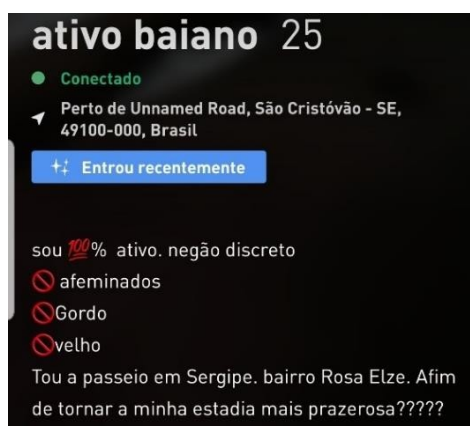 ativo baiano 25
Conectado
Perto de Unnamed Road, São Cristóvão - SE,
49100-000, Brasil
Entrou recentemente
sou 💯% ativo. negão discreto
🚫 afeminados
🚫Gordo
🚫velho
Tou a passeio em Sergipe. bairro Rosa Elze. Afim
de tornar a minha estadia mais prazerosa?????